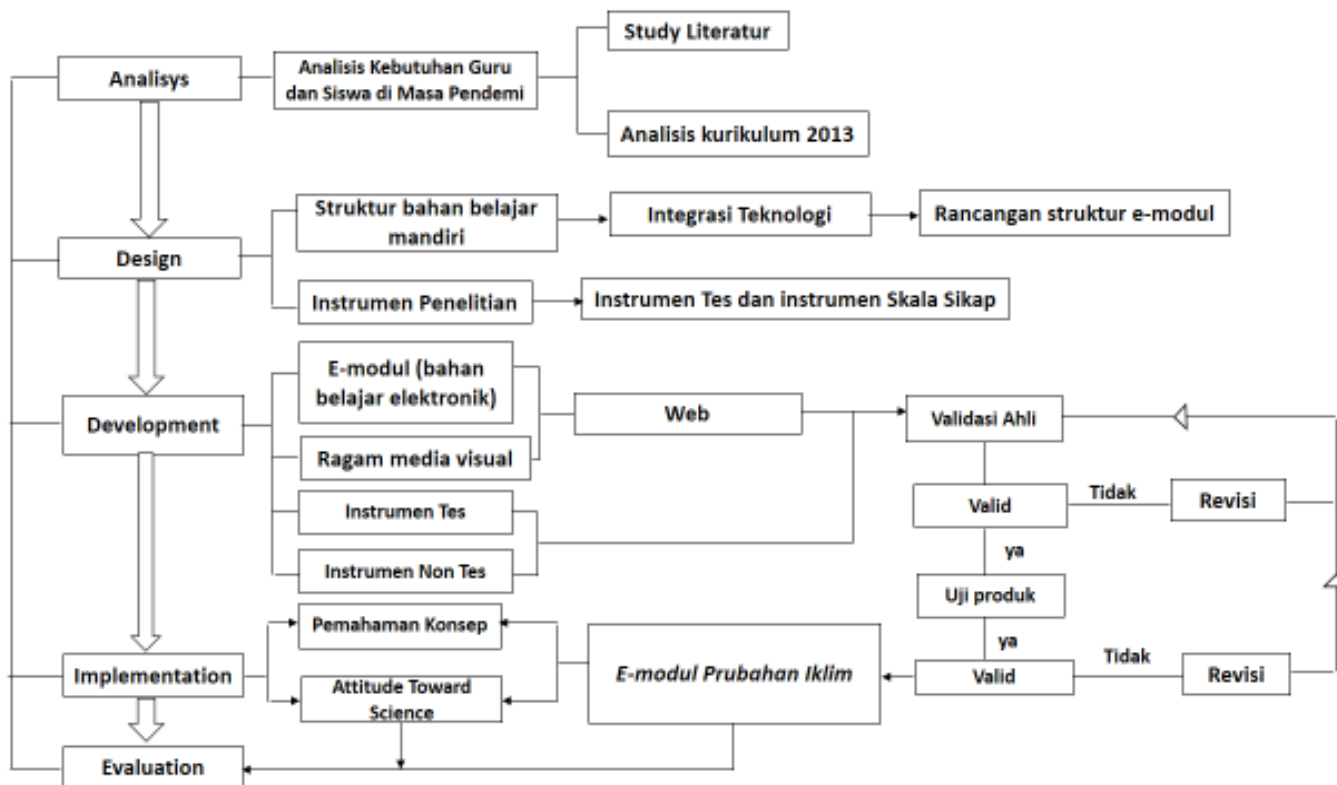 Study Literatur
Analisys
Analisis Kebutuhan Guru
dan Siswa di Masa Pendemi
Analisis kurikulum 2013
Struktur bahan belajar
mandiri
Integrasi Teknologi
Rancangan struktur e-modul
Design
Instrumen Penelitian
Instrumen Tes dan instrumen Skala Sikap
E-modul (bahan
belajar elektronik)
Web
Validasi Ahli
Development
Ragam media visual
Instrumen Tes
Valid
Tidak
Revisi
ya
Instrumen Non Tes
Uji produk
Pemahaman Konsep
ya
Implementation
E-modul Prubahan Iklim
Valid
Tidak
Revisi
Attitude Toward
Science
Evaluation